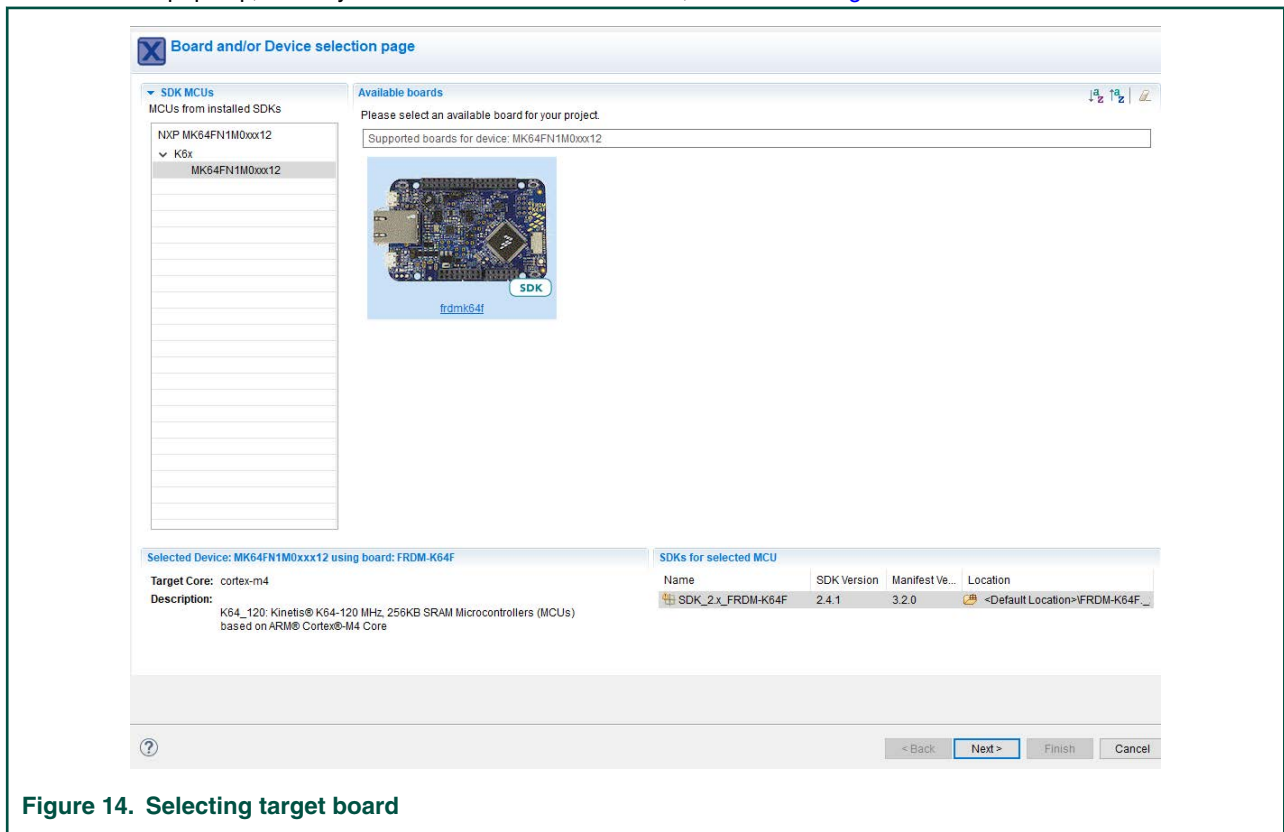 Board and/or Device selection page
SDK MCUs
MCUs from installed SDKs
NXP MK64FN1M0xxx12
K6x
MK64FN1M0xxx12
Available boards
Please select an available board for your project.
Supported boards for device: MK64FN1M0xxx12
SDK
frdmk64f
Selected Device: MK64FN1M0xxx12 using board: FRDM-K64F
Target Core: cortex-m4
Description:
K64_120: Kinetis® K64-120 MHz, 256KB SRAM Microcontrollers (MCUs)
based on ARM® Cortex®-M4 Core
SDKs for selected MCU
Name SDK Version Manifest Ve... Location
SDK_2.x_FRDM-K64F 2.4.1 3.2.0 <Default Location>\FRDM-K64F._
< Back Next > Finish Cancel
Figure 14. Selecting target board